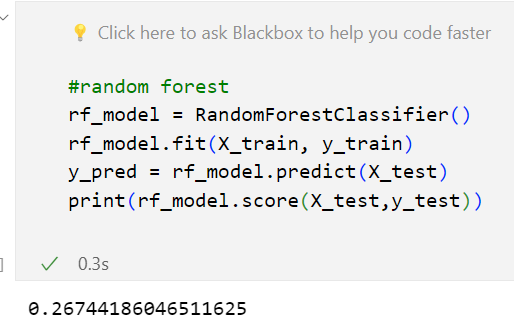 Click here to ask Blackbox to help you code faster
#random forest
rf_model = RandomForestClassifier()
rf_model.fit(X_train, y_train)
y_pred = rf_model.predict(X_test)
print(rf_model.score(X_test,y_test))
]
0.3s
0.26744186046511625